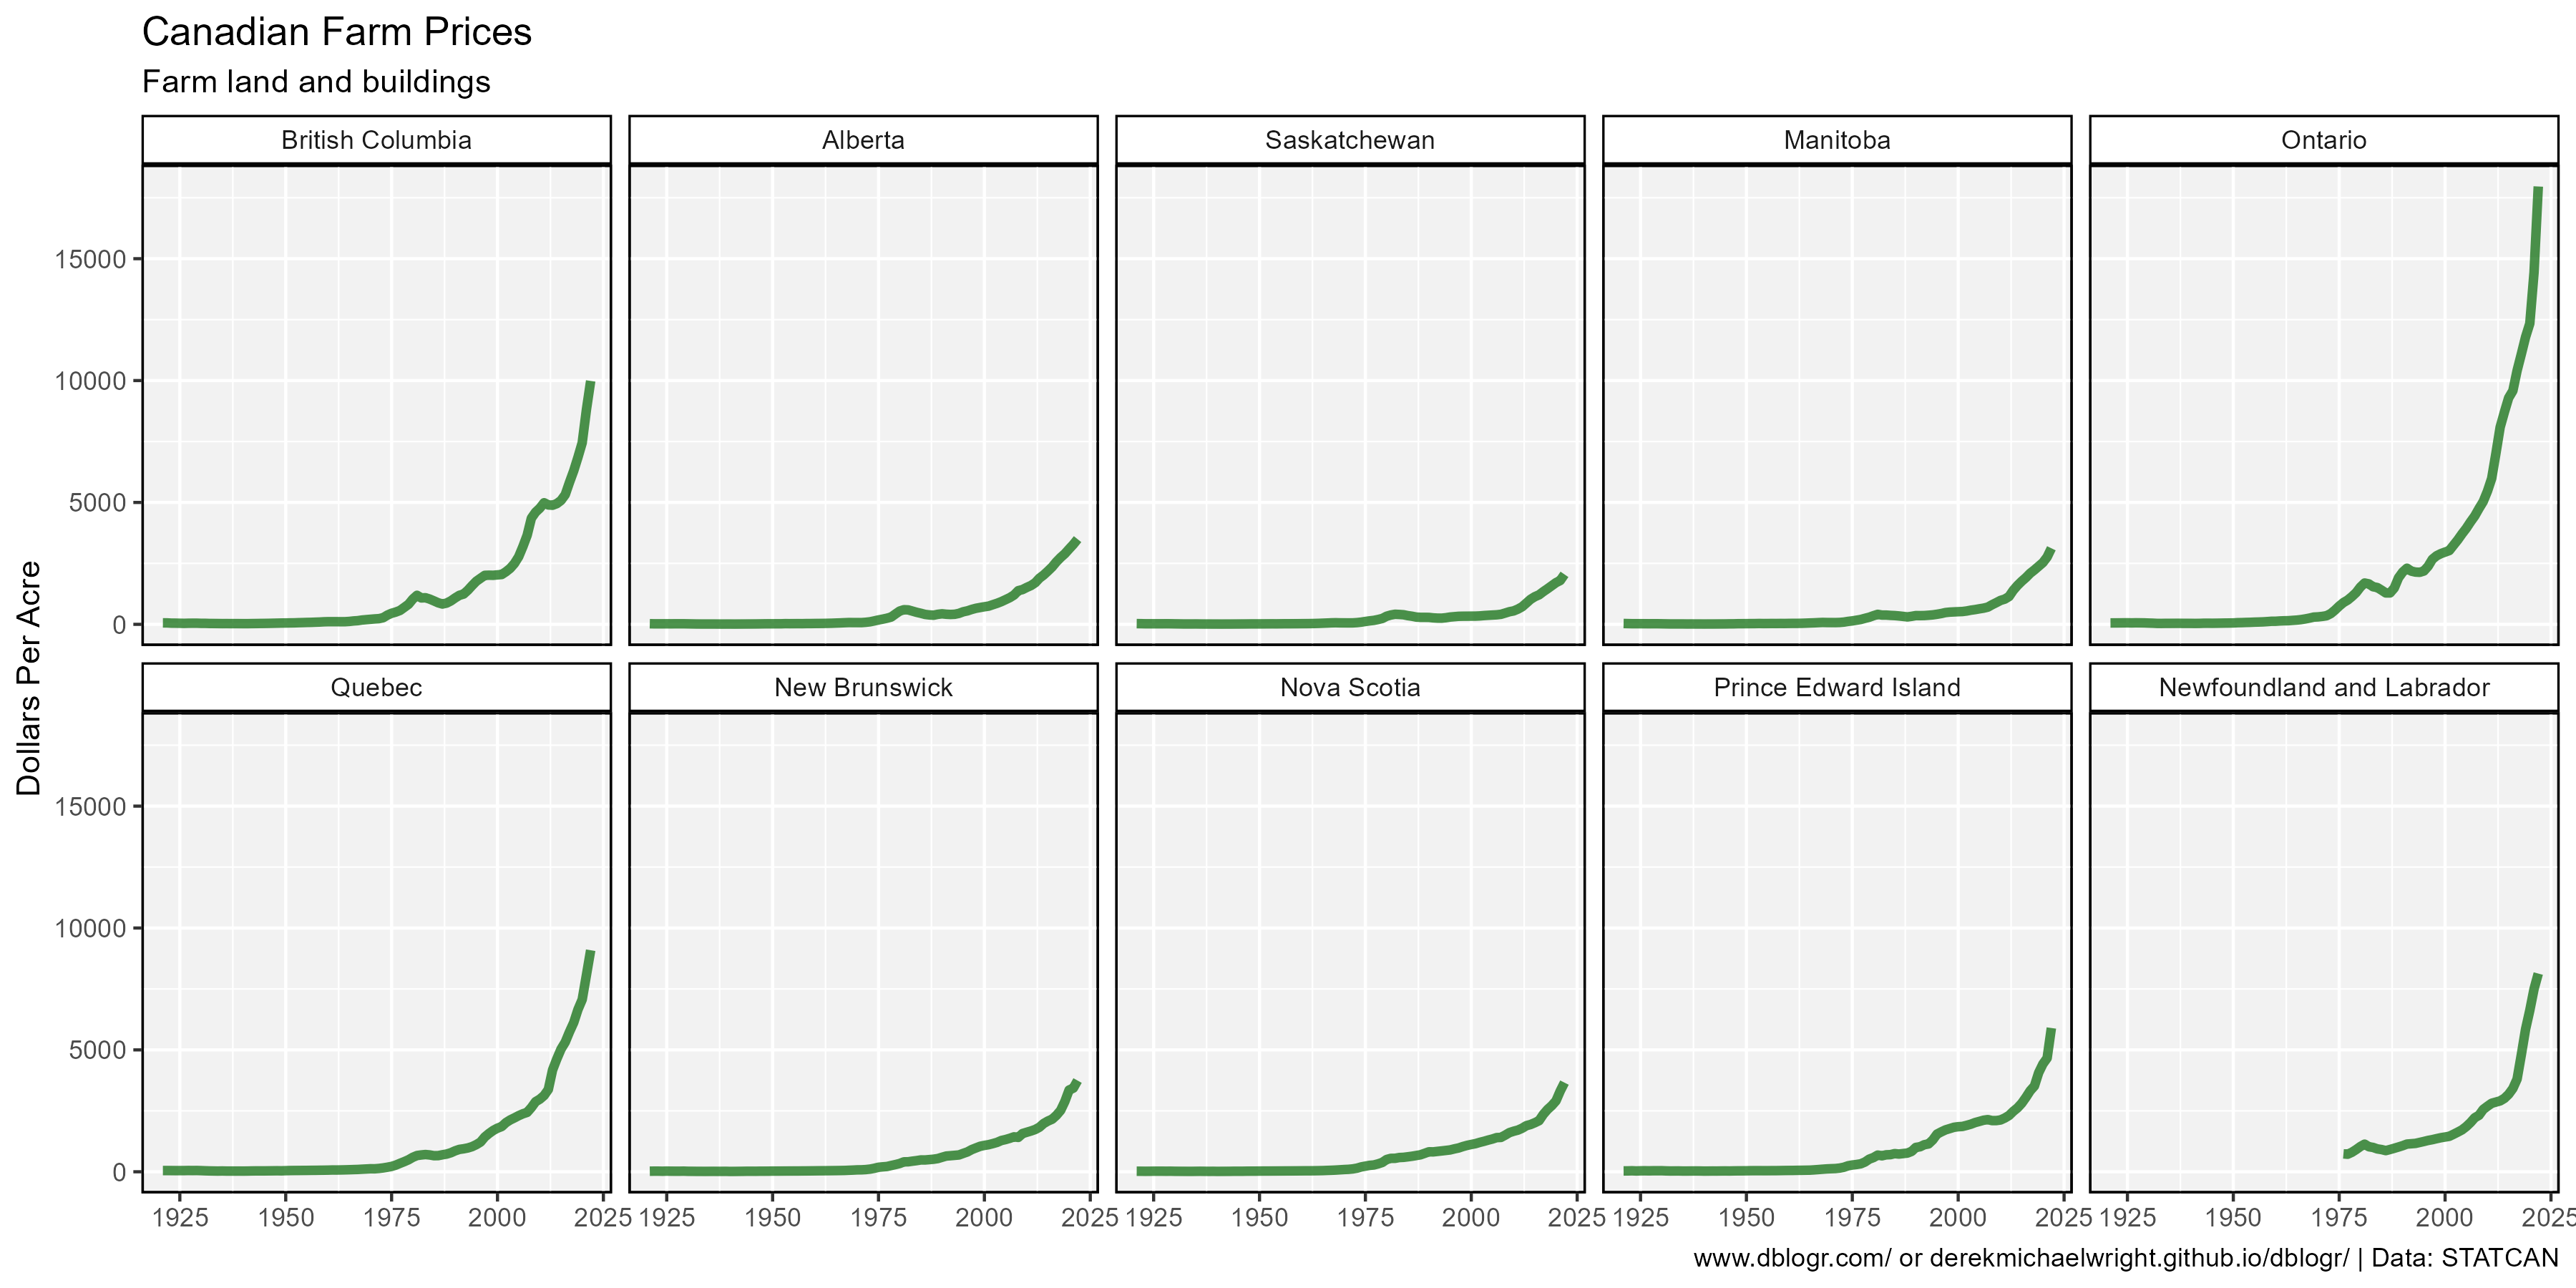 Canadian Farm Prices
Farm land and buildings
British Columbia
Alberta
Saskatchewan
Manitoba
Ontario
15000
10000
5000
0
Dollars Per Acre
Quebec
New Brunswick
Nova Scotia
Prince Edward Island
Newfoundland and Labrador
15000
10000
5000
0
1925 1950 1975 2000 2025 1925 1950 1975 2000 2025 1925 1950 1975 2000 2025 1925 1950 1975 2000 2025 1925 1950 1975 2000 2025
www.dblogr.com/ or derekmichaelwright.github.io/dblogr/ | Data: STATCAN